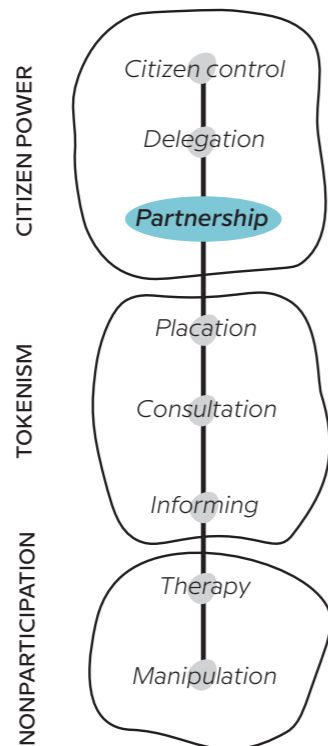 CITIZEN POWER
Citizen control
Delegation
Partnership
TOKENISM
Placation
Consultation
Informing
NONPARTICIPATION
Therapy
Manipulation